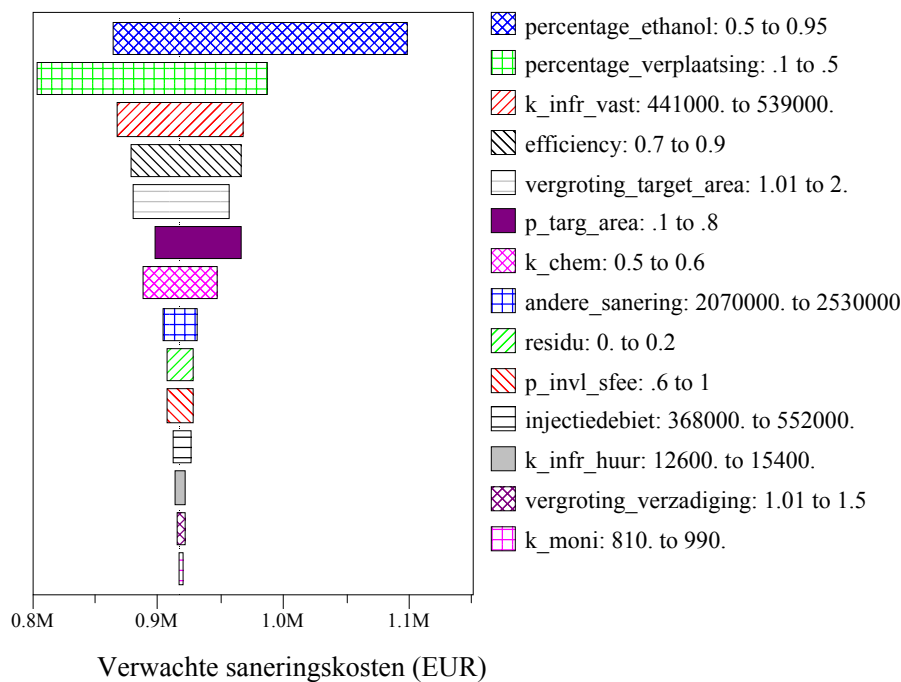 percentage_ethanol: 0.5 to 0.95
percentage_verplaatsing: .1 to .5
k_infr_vast: 441000. to 539000.
efficiency: 0.7 to 0.9
vergroting_target_area: 1.01 to 2.
p_targ_area: .1 to .8
k_chem: 0.5 to 0.6
andere_sanering: 2070000. to 2530000
residu: 0. to 0.2
p_invl_sfee: .6 to 1
injectiedebiet: 368000. to 552000.
k_infr_huur: 12600. to 15400.
vergroting_verzadiging: 1.01 to 1.5
k_moni: 810. to 990.
0.8M 0.9M 1.0M 1.1M
Verwachte saneringskosten (EUR)